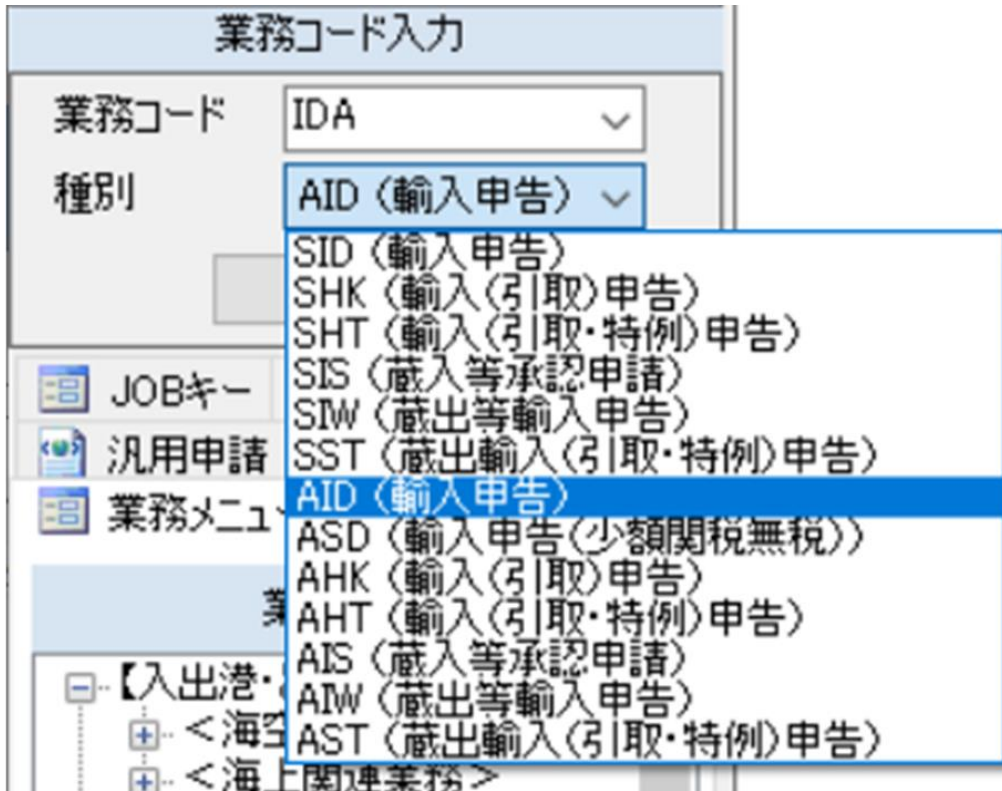 業務コード入力
業務コード IDA
種別 AID (輸入申告)
SID (輸入申告)
SHK (輸入(引取)申告)
SHT (輸入(引取・特例)申告)
SIS (蔵入等承認申請)
SIW (蔵出等輸入申告)
SST (蔵出輸入(引取・特例)申告)
AID (輸入申告)
ASD (輸入申告(少額関税無税))
AHK (輸入(引取)申告)
AHT (輸入(引取・特例)申告)
AIS (蔵入等承認申請)
AIW (蔵出等輸入申告)
AST (蔵出輸入(引取・特例)申告)
JOBキー
汎用申請
業務メニュー
業
【入出港・
<海空
<海上関連業務>